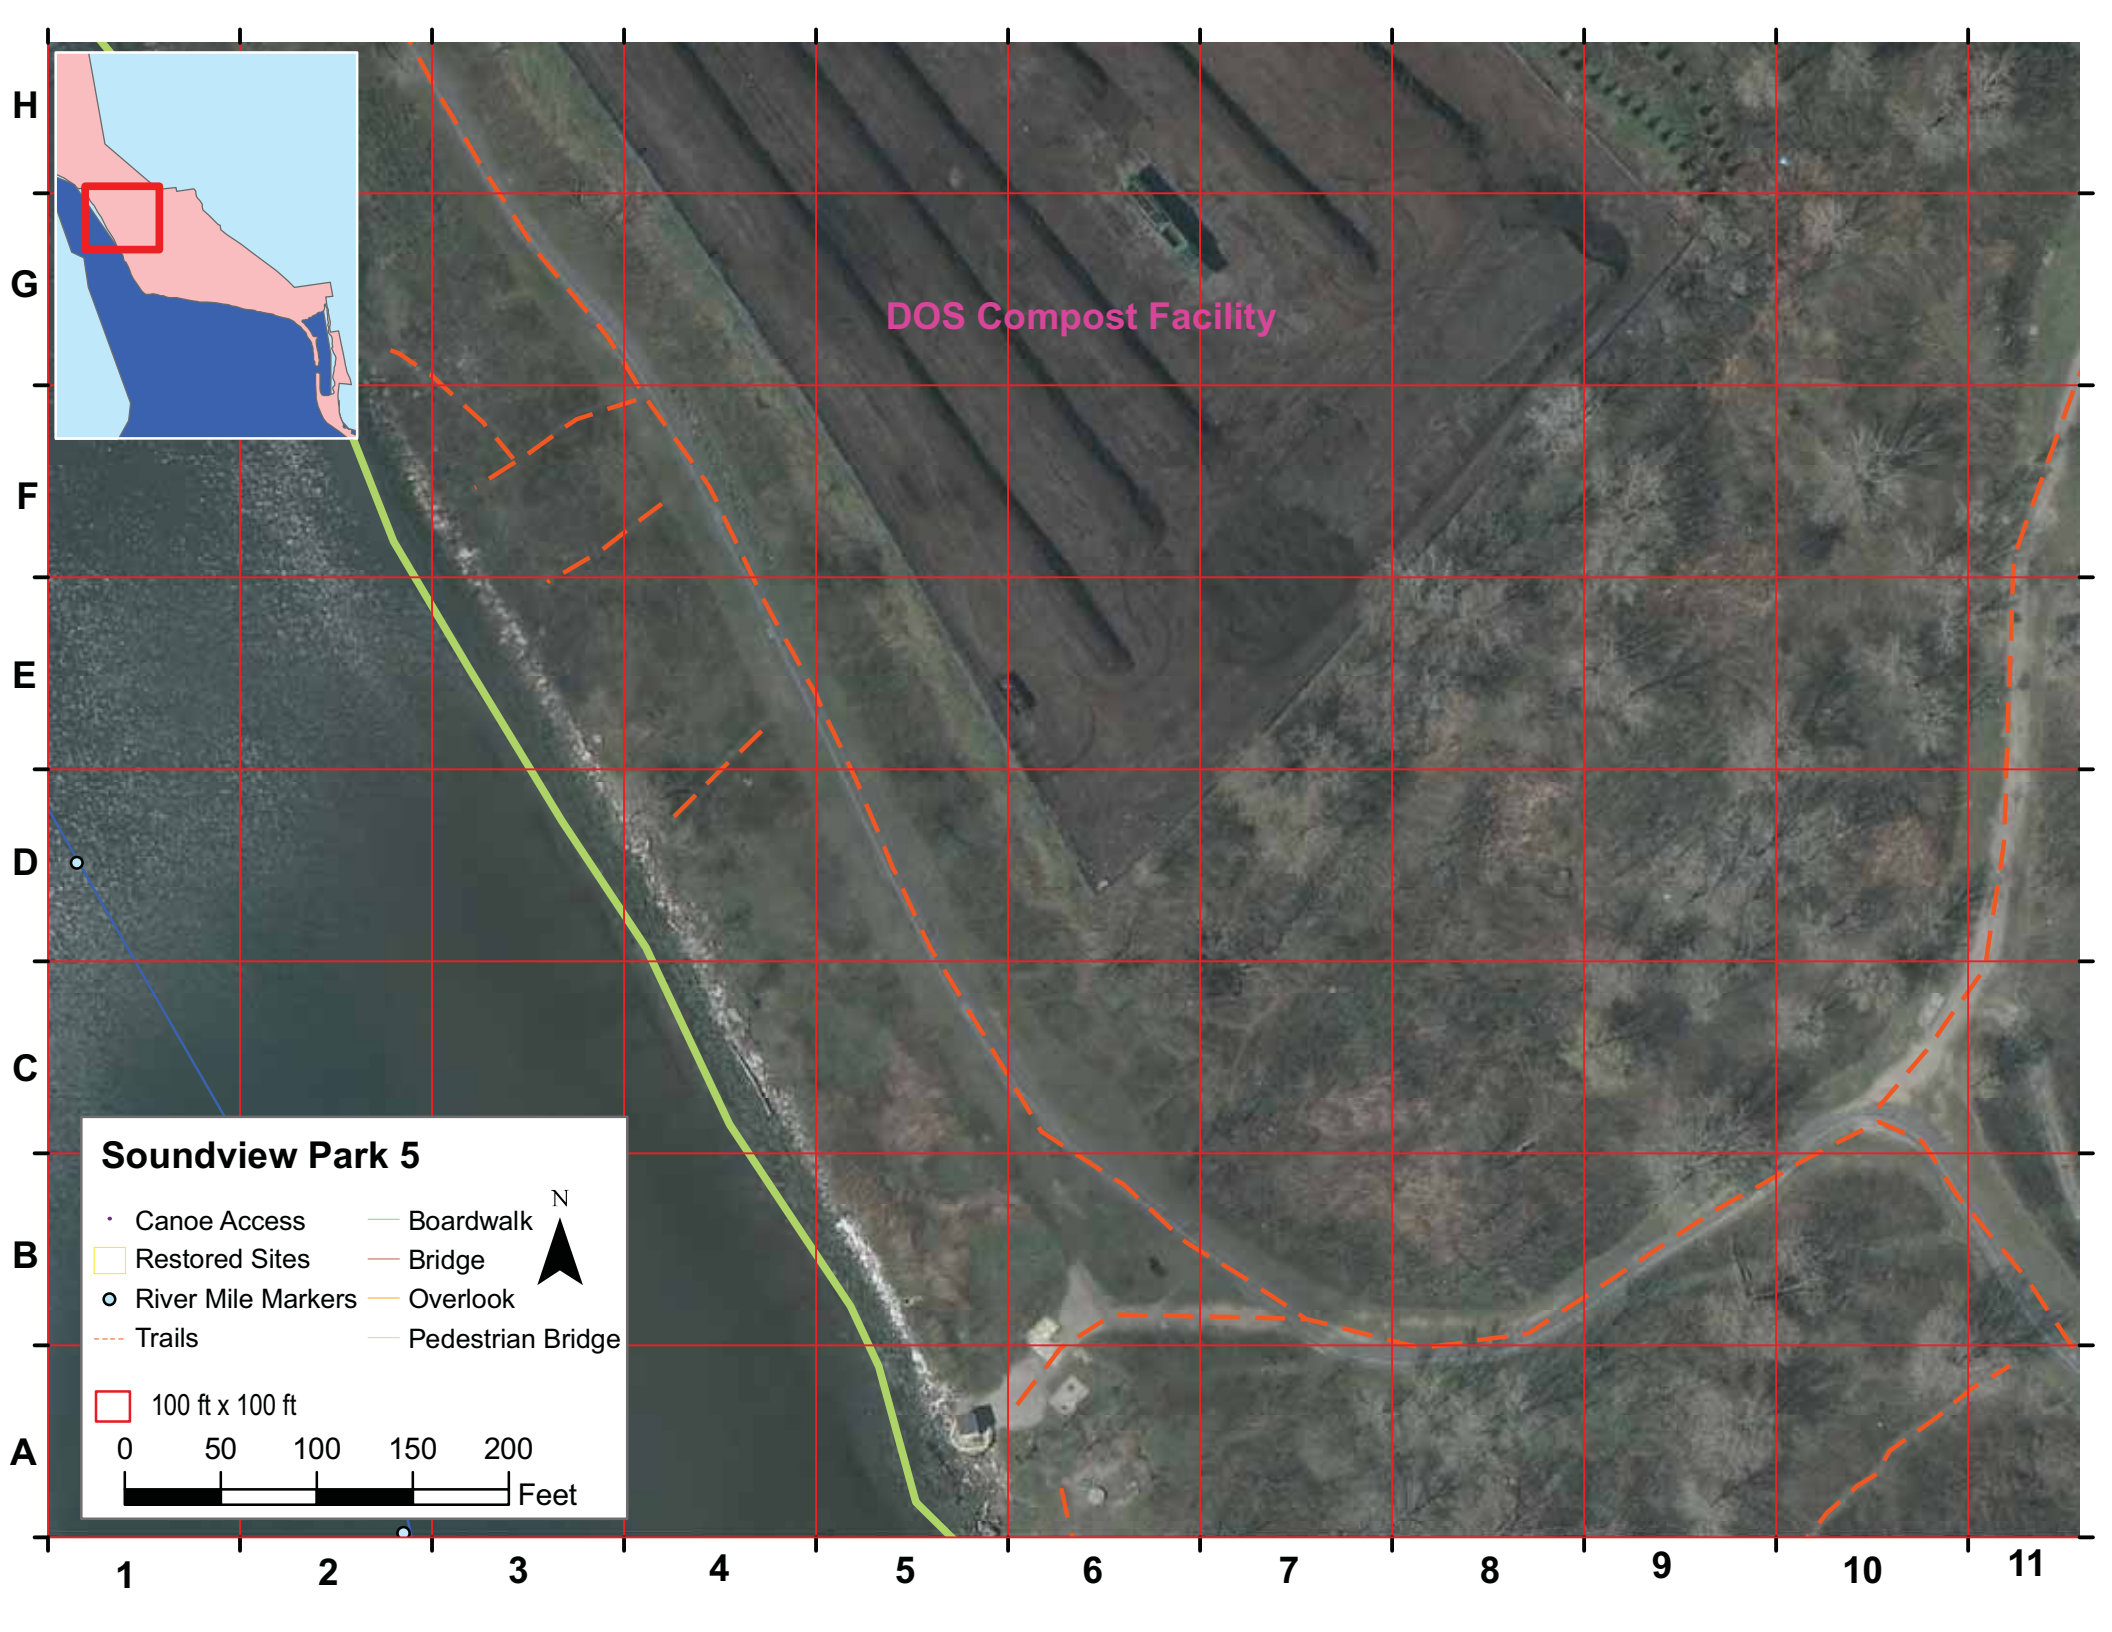 H
G
DOS Compost Facility
F
E
D
C
Soundview Park 5
N
Canoe Access
Boardwalk
Restored Sites
Bridge
B
River Mile Markers
Overlook
Trails
Pedestrian Bridge
100 ft x 100 ft
0 50 100 150 200
A
Feet
1 2 3 4 5 6 7 8 9 10 11